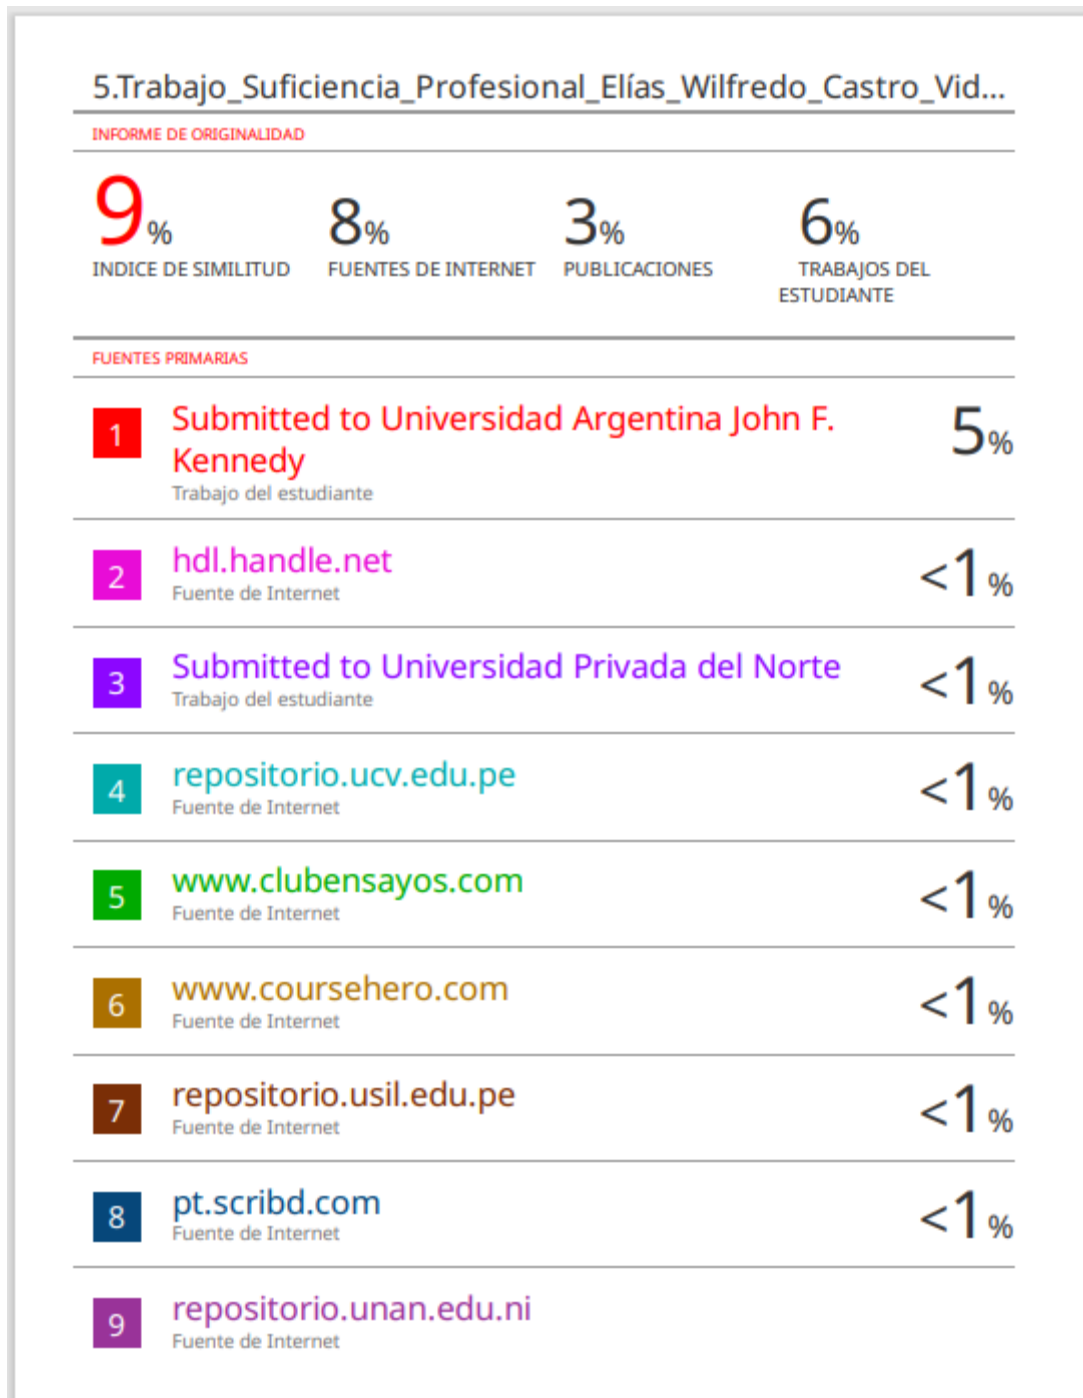 5.Trabajo_Suficiencia_Profesional_Elías_Wilfredo_Castro_Vid...
INFORME DE ORIGINALIDAD
9%
INDICE DE SIMILITUD
8%
FUENTES DE INTERNET
3%
PUBLICACIONES
6%
TRABAJOS DEL
ESTUDIANTE
FUENTES PRIMARIAS
1
Submitted to Universidad Argentina John F.
Kennedy
Trabajo del estudiante
5%
2
hdl.handle.net
Fuente de Internet
<1%
3
Submitted to Universidad Privada del Norte
Trabajo del estudiante
<1%
4
repositorio.ucv.edu.pe
Fuente de Internet
<1%
5
www.clubensayos.com
Fuente de Internet
<1%
6
www.coursehero.com
Fuente de Internet
<1%
7
repositorio.usil.edu.pe
Fuente de Internet
<1%
8
pt.scribd.com
Fuente de Internet
<1%
9
repositorio.unan.edu.ni
Fuente de Internet